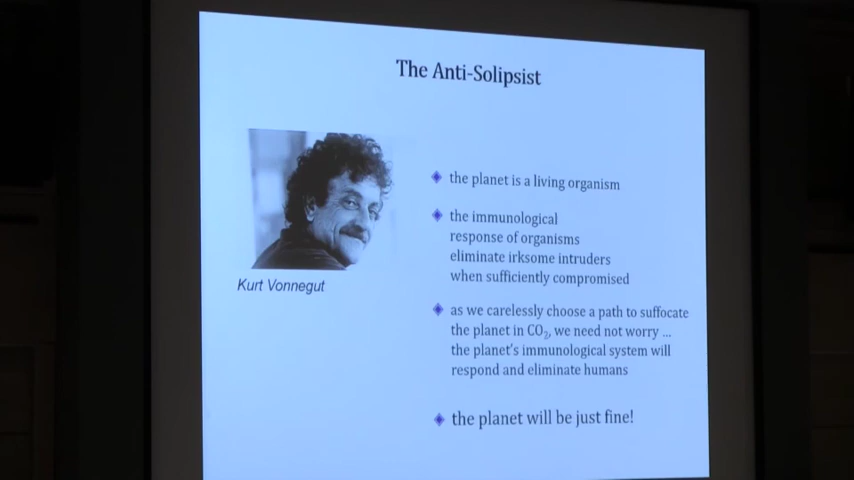 The Anti-Solipsist
Kurt Vonnegut
the planet is a living organism
the immunological
response of organisms
eliminate irksome intruders
when sufficiently compromised
as we carelessly choose a path to suffocate
the planet in CO₂, we need not worry ...
the planet's immunological system will
respond and eliminate humans
the planet will be just fine!